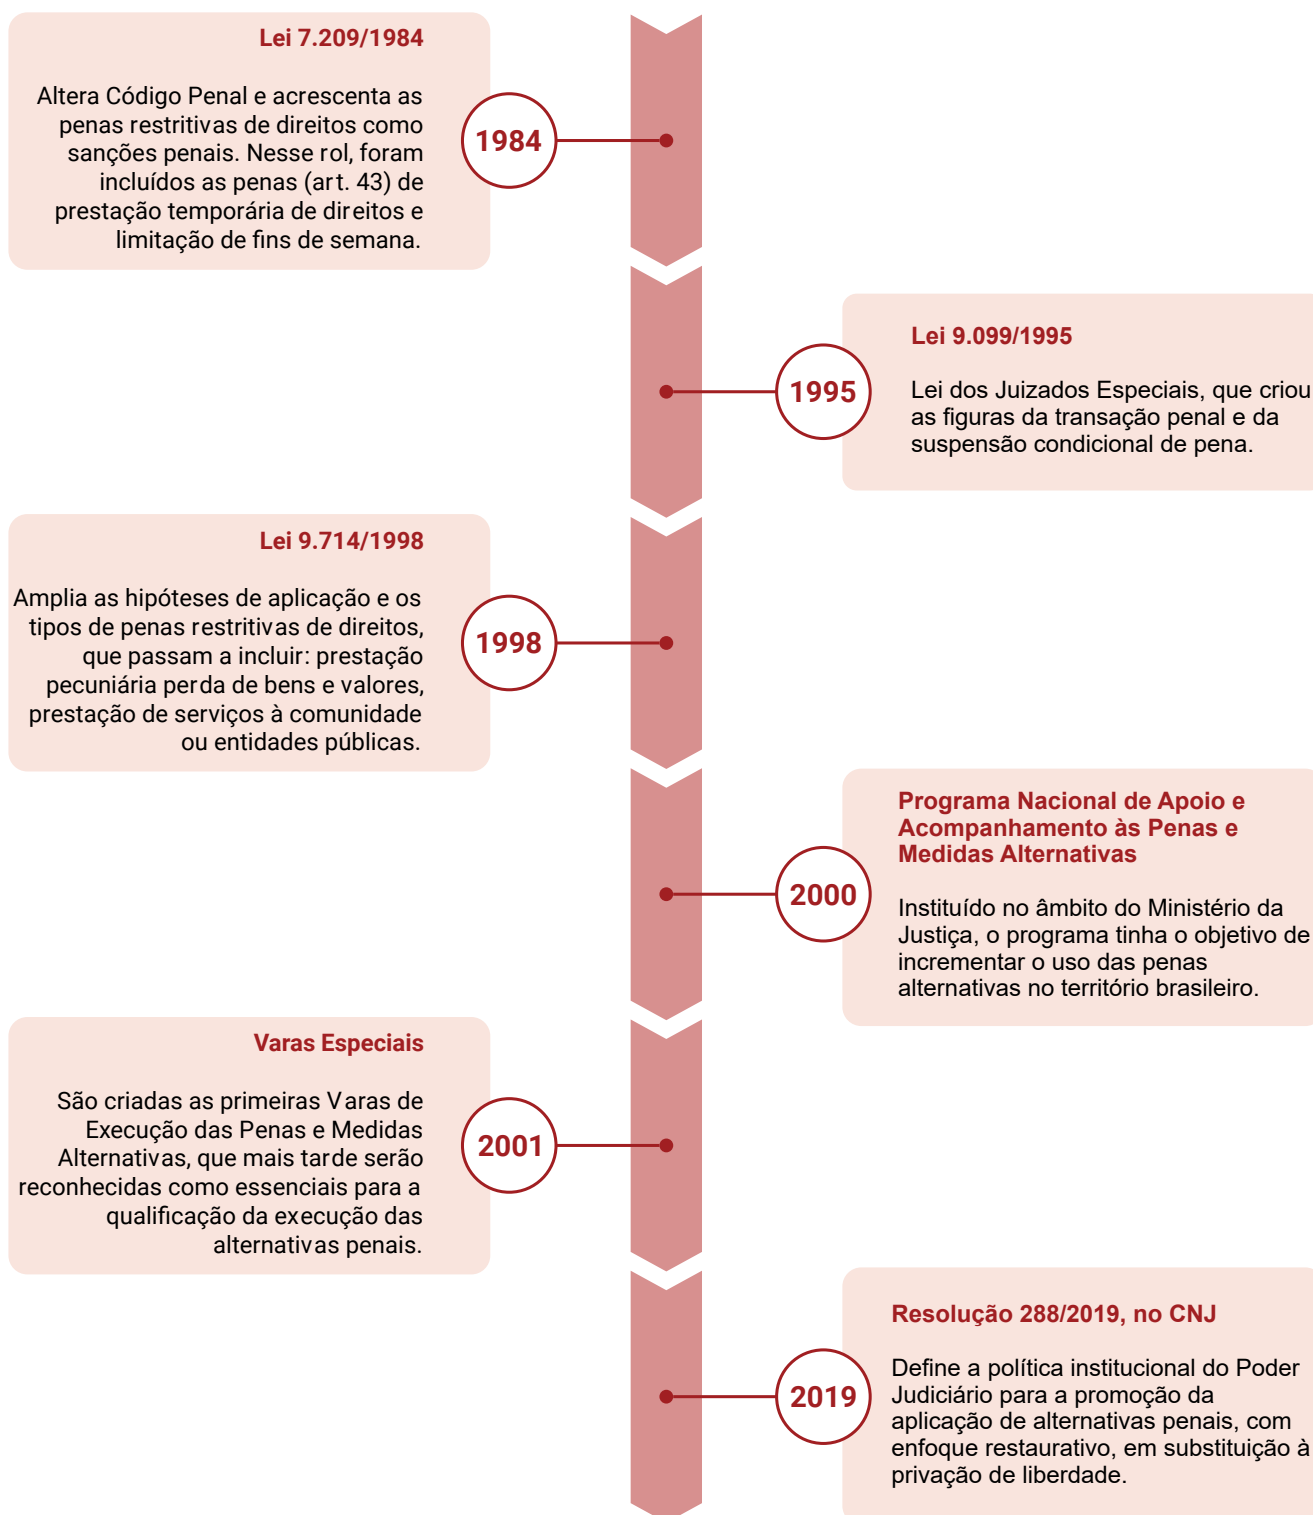 Lei 7.209/1984
Altera Código Penal e acrescenta as
penas restritivas de direitos como
sanções penais. Nesse rol, foram
incluídos as penas (art. 43) de
prestação temporária de direitos e
limitação de fins de semana.
1984
Lei 9.099/1995
Lei dos Juizados Especiais, que criou
as figuras da transação penal e da
suspensão condicional de pena.
1995
Lei 9.714/1998
Amplia as hipóteses de aplicação e os
tipos de penas restritivas de direitos,
que passam a incluir: prestação
pecuniária perda de bens e valores,
prestação de serviços à comunidade
ou entidades públicas.
1998
Programa Nacional de Apoio e
Acompanhamento às Penas e
Medidas Alternativas
Instituído no âmbito do Ministério da
Justiça, o programa tinha o objetivo de
incrementar o uso das penas
alternativas no território brasileiro.
2000
Varas Especiais
São criadas as primeiras Varas de
Execução das Penas e Medidas
Alternativas, que mais tarde serão
reconhecidas como essenciais para a
qualificação da execução das
alternativas penais.
2001
Resolução 288/2019, no CNJ
Define a política institucional do Poder
Judiciário para a promoção da
aplicação de alternativas penais, com
enfoque restaurativo, em substituição à
privação de liberdade.
2019